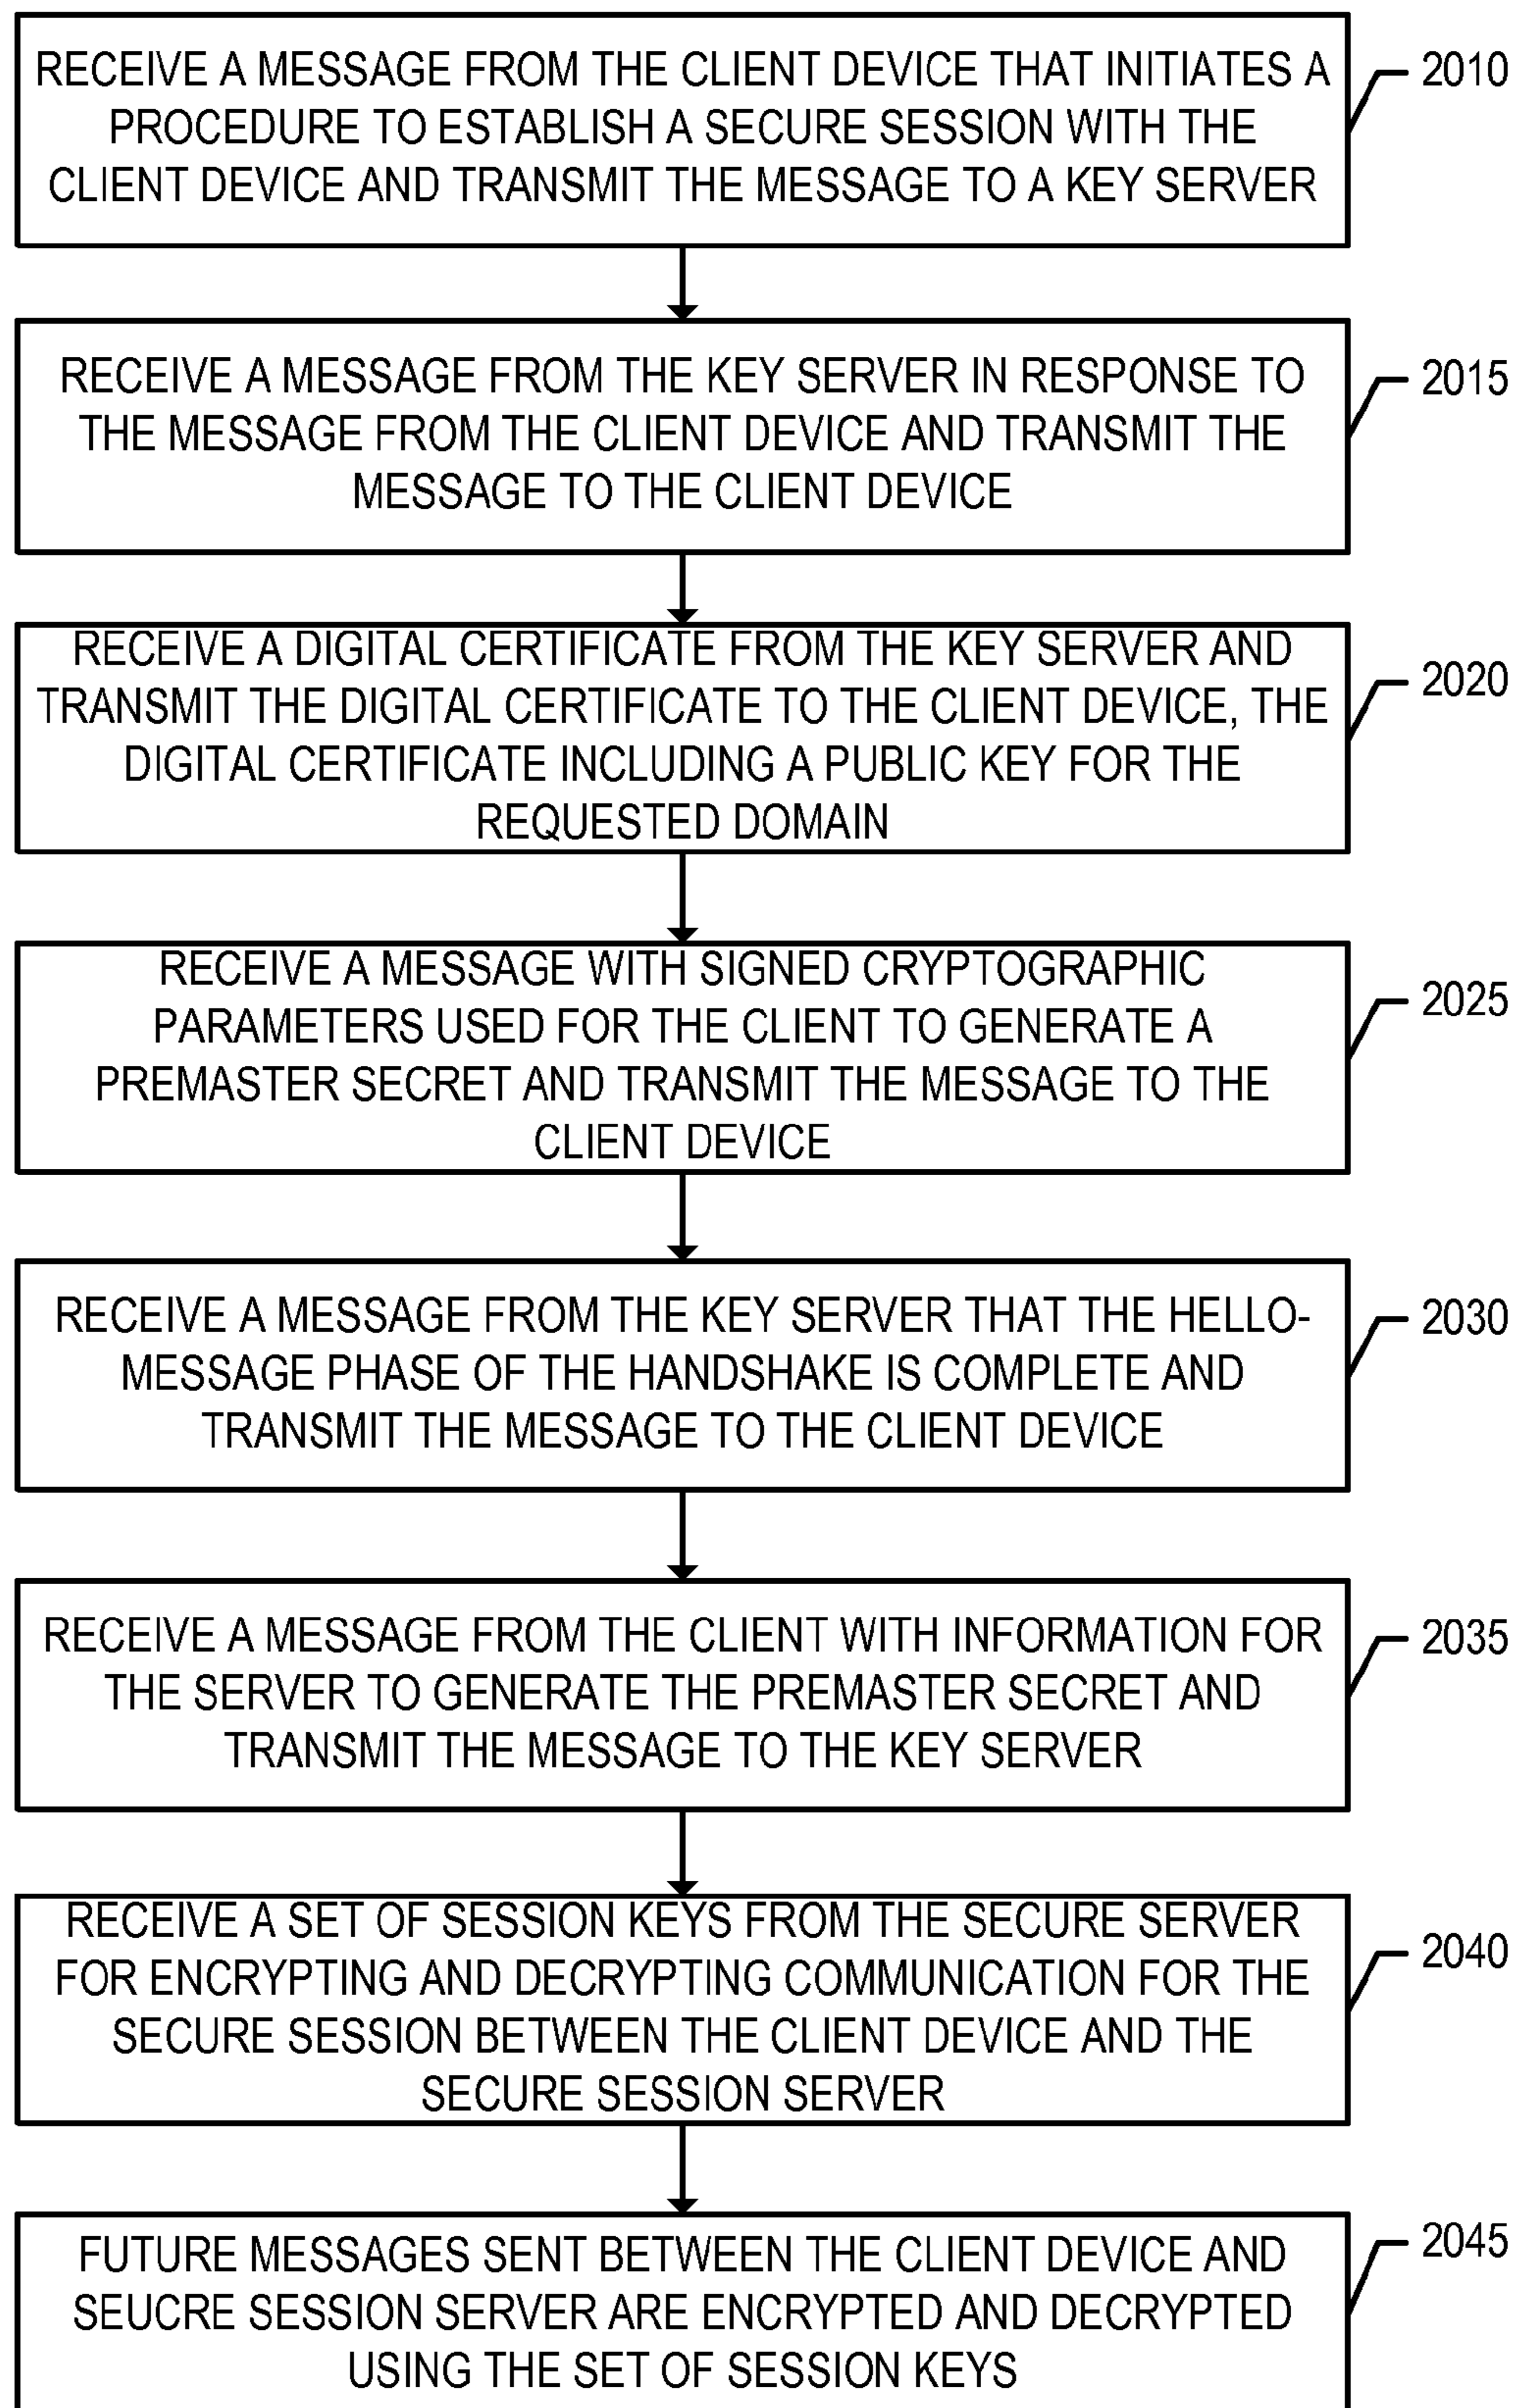 RECEIVE A MESSAGE FROM THE CLIENT DEVICE THAT INITIATES A
PROCEDURE TO ESTABLISH A SECURE SESSION WITH THE
CLIENT DEVICE AND TRANSMIT THE MESSAGE TO A KEY SERVER
2010
RECEIVE A MESSAGE FROM THE KEY SERVER IN RESPONSE TO
THE MESSAGE FROM THE CLIENT DEVICE AND TRANSMIT THE
MESSAGE TO THE CLIENT DEVICE
2015
RECEIVE A DIGITAL CERTIFICATE FROM THE KEY SERVER AND
TRANSMIT THE DIGITAL CERTIFICATE TO THE CLIENT DEVICE, THE
DIGITAL CERTIFICATE INCLUDING A PUBLIC KEY FOR THE
REQUESTED DOMAIN
2020
RECEIVE A MESSAGE WITH SIGNED CRYPTOGRAPHIC
PARAMETERS USED FOR THE CLIENT TO GENERATE A
PREMASTER SECRET AND TRANSMIT THE MESSAGE TO THE
CLIENT DEVICE
2025
RECEIVE A MESSAGE FROM THE KEY SERVER THAT THE HELLO-
MESSAGE PHASE OF THE HANDSHAKE IS COMPLETE AND
TRANSMIT THE MESSAGE TO THE CLIENT DEVICE
2030
RECEIVE A MESSAGE FROM THE CLIENT WITH INFORMATION FOR
THE SERVER TO GENERATE THE PREMASTER SECRET AND
TRANSMIT THE MESSAGE TO THE KEY SERVER
2035
RECEIVE A SET OF SESSION KEYS FROM THE SECURE SERVER
FOR ENCRYPTING AND DECRYPTING COMMUNICATION FOR THE
SECURE SESSION BETWEEN THE CLIENT DEVICE AND THE
SECURE SESSION SERVER
2040
FUTURE MESSAGES SENT BETWEEN THE CLIENT DEVICE AND
SEUCRE SESSION SERVER ARE ENCRYPTED AND DECRYPTED
USING THE SET OF SESSION KEYS
2045